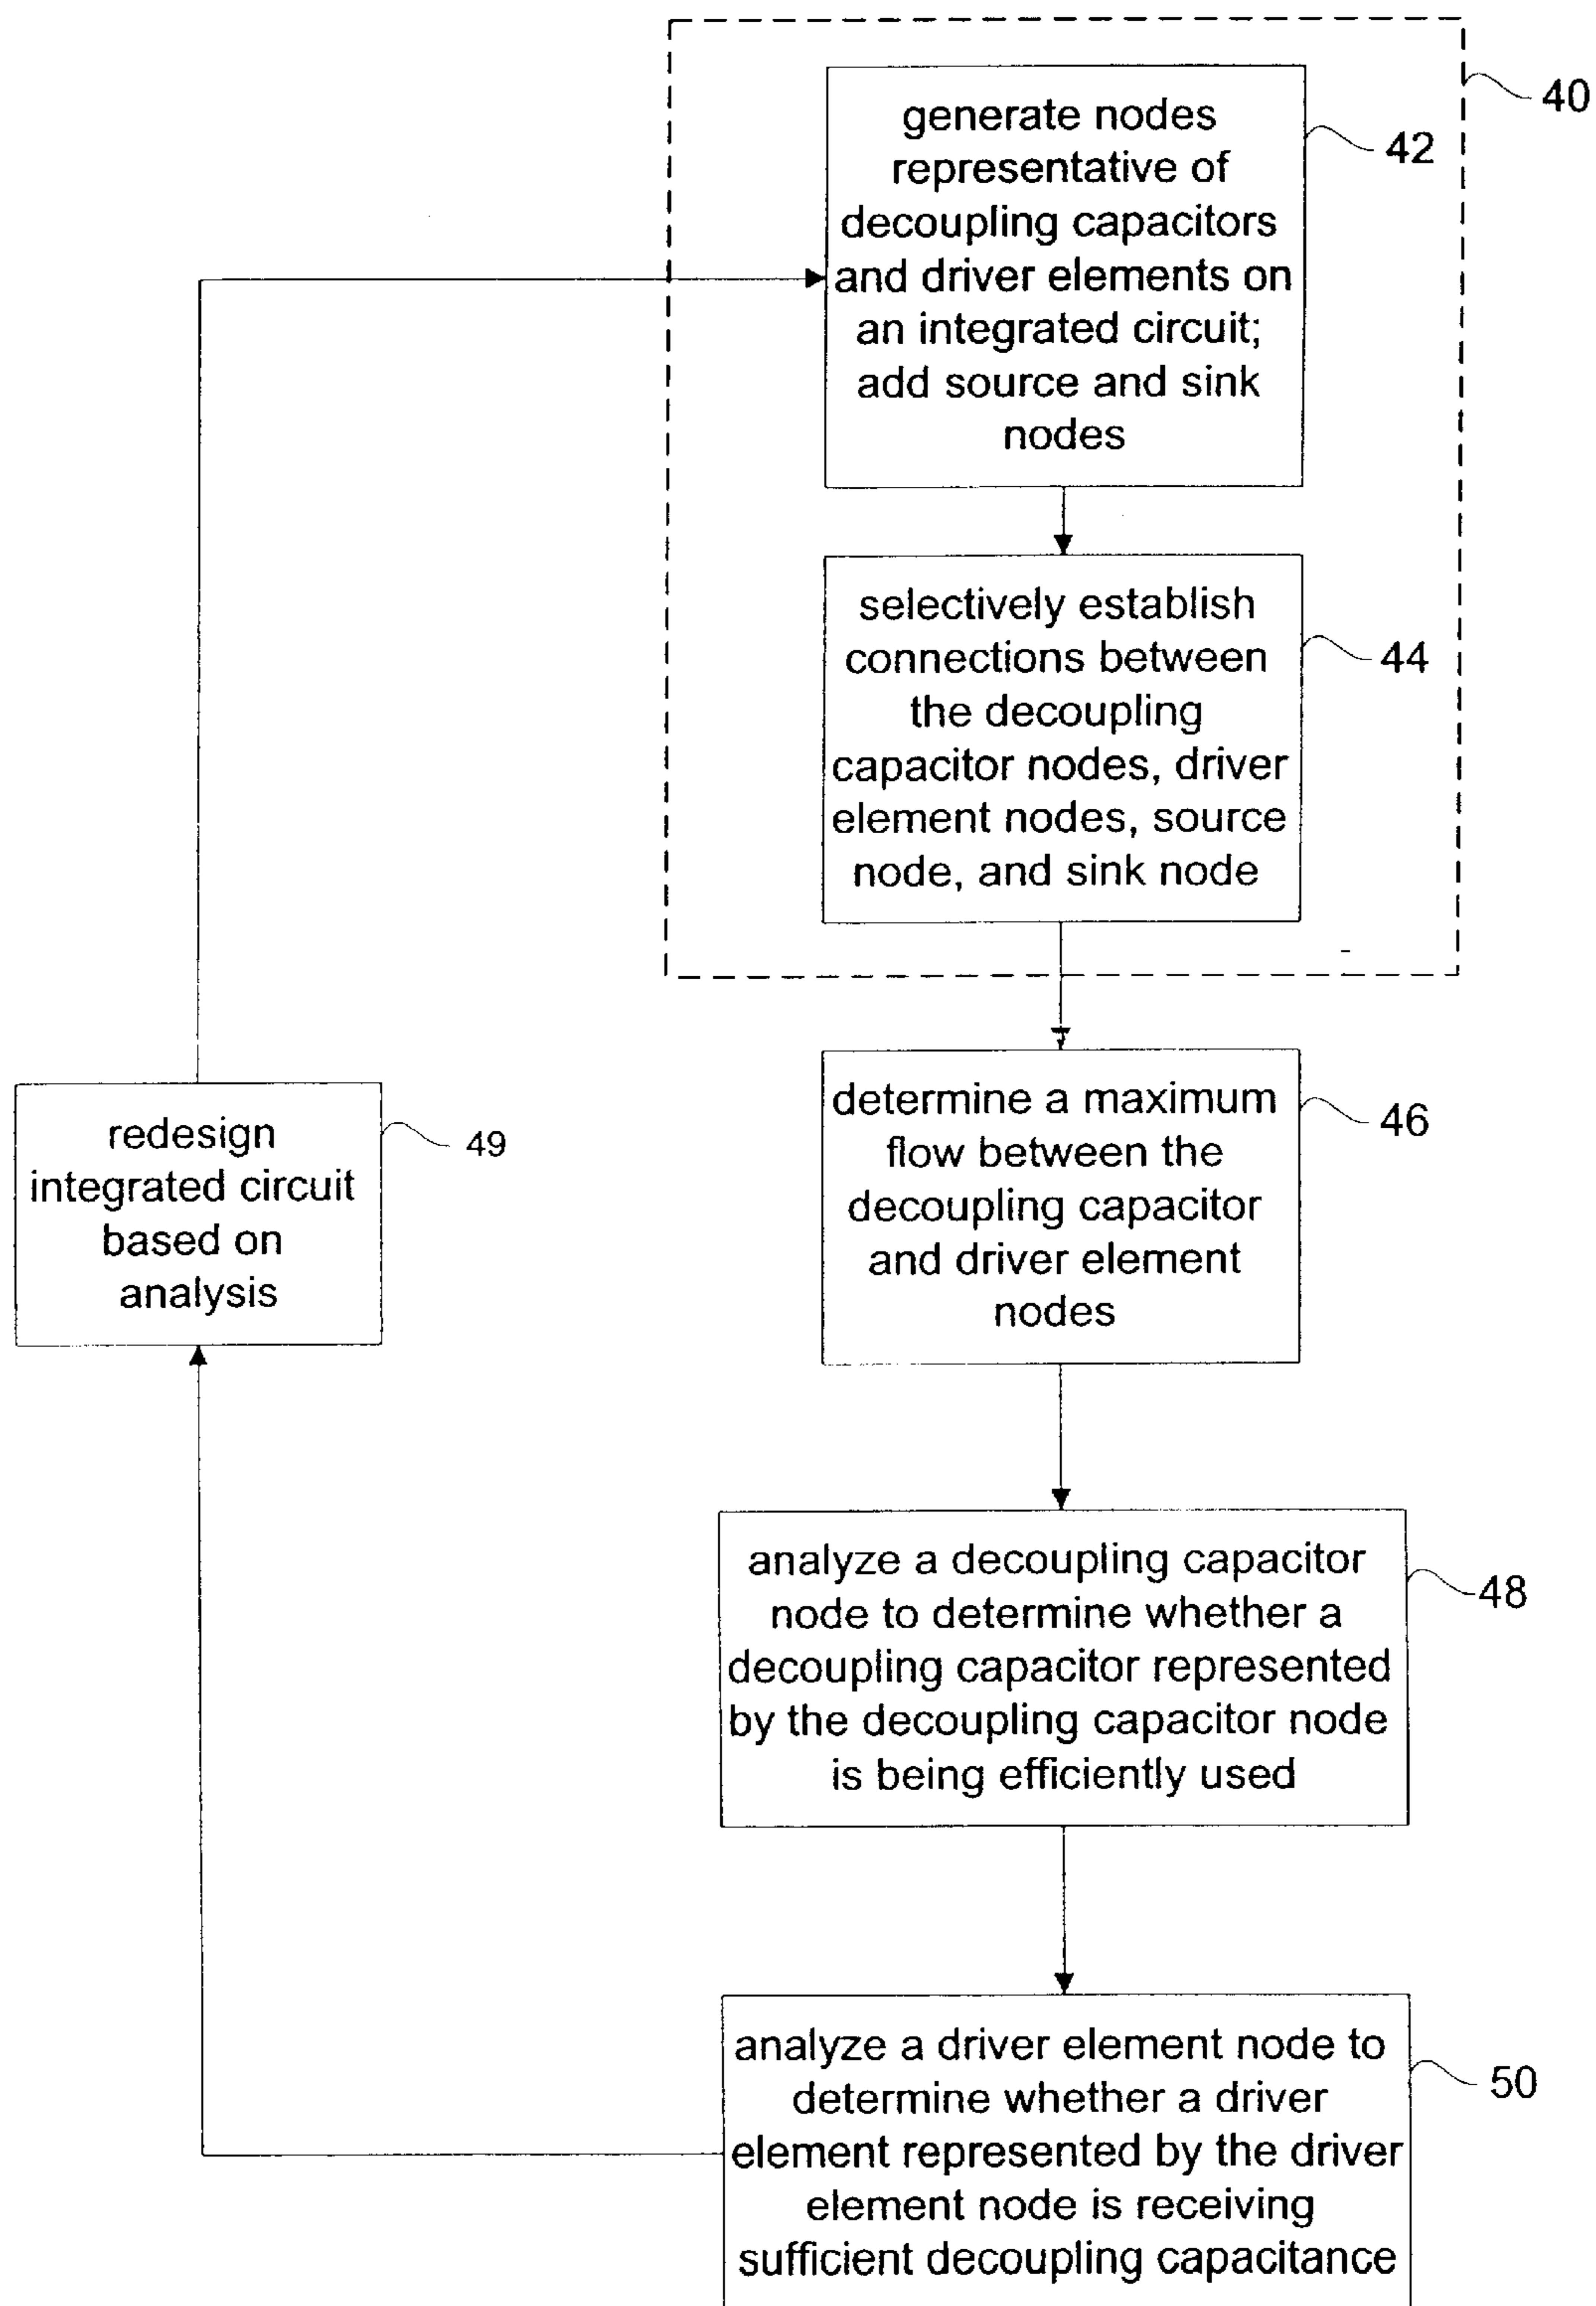 40
generate nodes
representative of
decoupling capacitors
and driver elements on
an integrated circuit;
add source and sink
nodes
42
selectively establish
connections between
the decoupling
capacitor nodes, driver
element nodes, source
node, and sink node
44
determine a maximum
flow between the
decoupling capacitor
and driver element
nodes
46
redesign
integrated circuit
based on
analysis
49
analyze a decoupling capacitor
node to determine whether a
decoupling capacitor represented
by the decoupling capacitor node
is being efficiently used
48
analyze a driver element node to
determine whether a driver
element represented by the driver
element node is receiving
sufficient decoupling capacitance
50